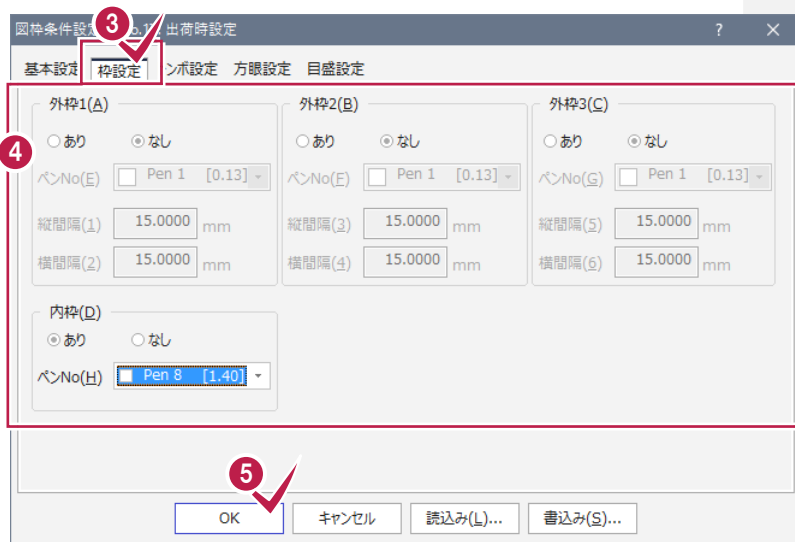 3
図枠条件設 o.1 出荷時設定 ? ×
基本設定 枠設定 ンボ設定 方眼設定 目盛設定
4
外枠1(A) 外枠2(B) 外枠3(C)
あり なし あり なし あり なし
ペンNo(E) Pen 1 [0.13] ペンNo(F) Pen 1 [0.13] ペンNo(G) Pen 1 [0.13]
縦間隔(1) 15.0000 mm 縦間隔(3) 15.0000 mm 縦間隔(5) 15.0000 mm
横間隔(2) 15.0000 mm 横間隔(4) 15.0000 mm 横間隔(6) 15.0000 mm
内枠(D)
あり なし
ペンNo(H) Pen 8 [1.40]
5
OK キャンセル 読込み(L)... 書込み(S)...